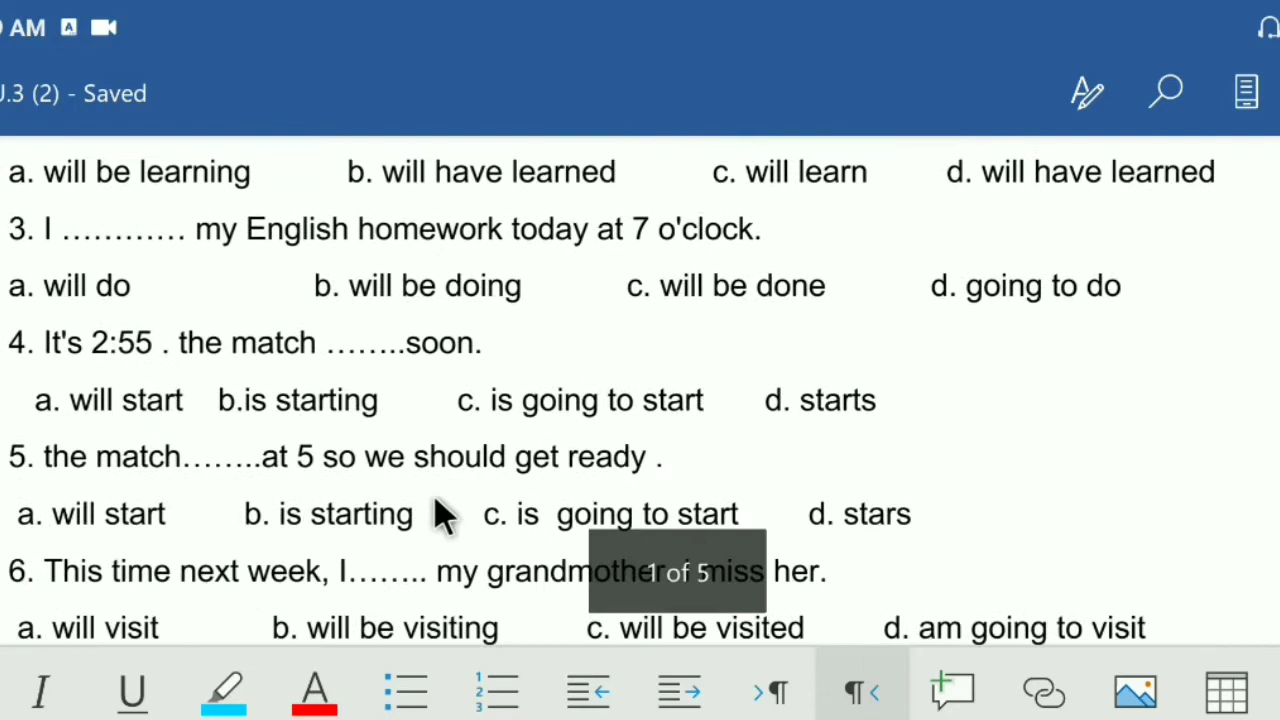 AM A
.3 (2) - Saved
a. will be learning b. will have learned c. will learn d. will have learned
3. I ………… my English homework today at 7 o'clock.
a. will do b. will be doing c. will be done d. going to do
4. It's 2:55 . the match ……..soon.
a. will start b.is starting c. is going to start d. starts
5. the match……..at 5 so we should get ready .
a. will start b. is starting c. is going to start d. stars
6. This time next week, I…….. my grandmother i miss her.
1 of 5
a. will visit b. will be visiting c. will be visited d. am going to visit
I U A 1 2 3